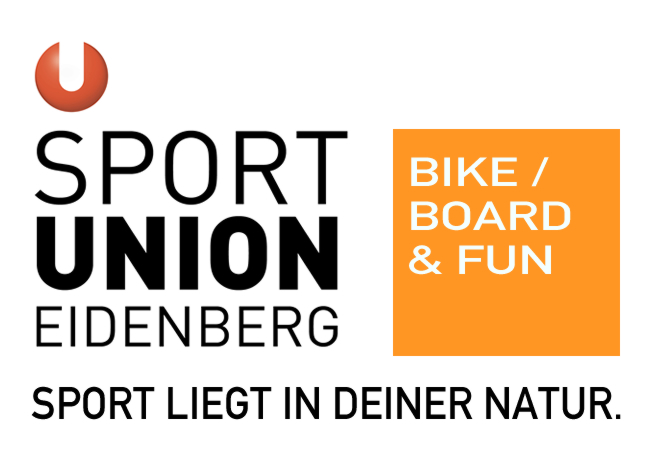 U
SPORT
UNION
EIDENBERG
BIKE /
BOARD
& FUN
SPORT LIEGT IN DEINER NATUR.